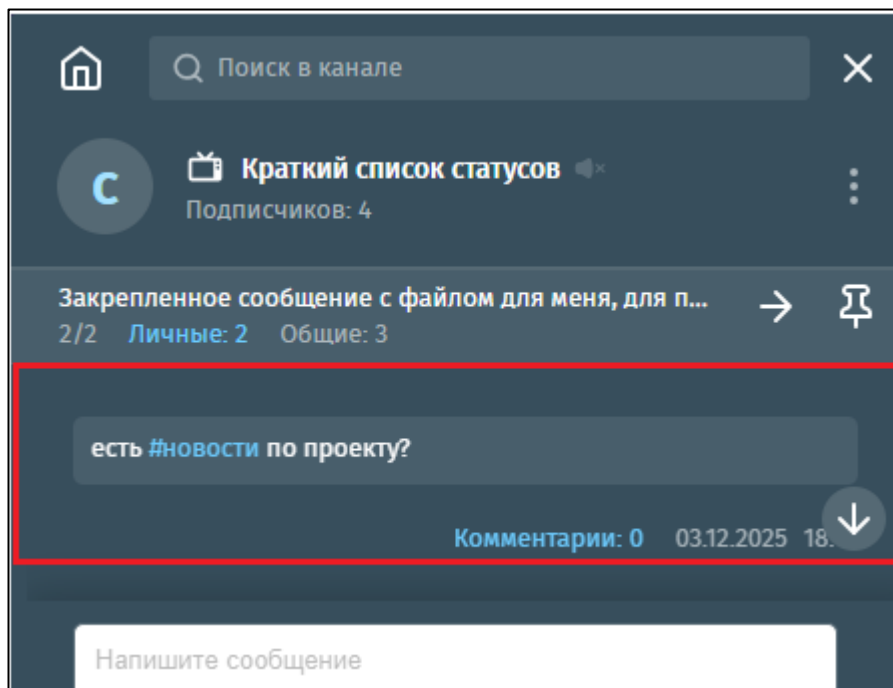 Поиск в канале
С
Краткий список статусов
Подписчиков: 4
Закрепленное сообщение с файлом для меня, для п...
2/2 Личные: 2 Общие: 3
есть #новости по проекту?
Комментарии: 0 03.12.2025 18:
Напишите сообщение